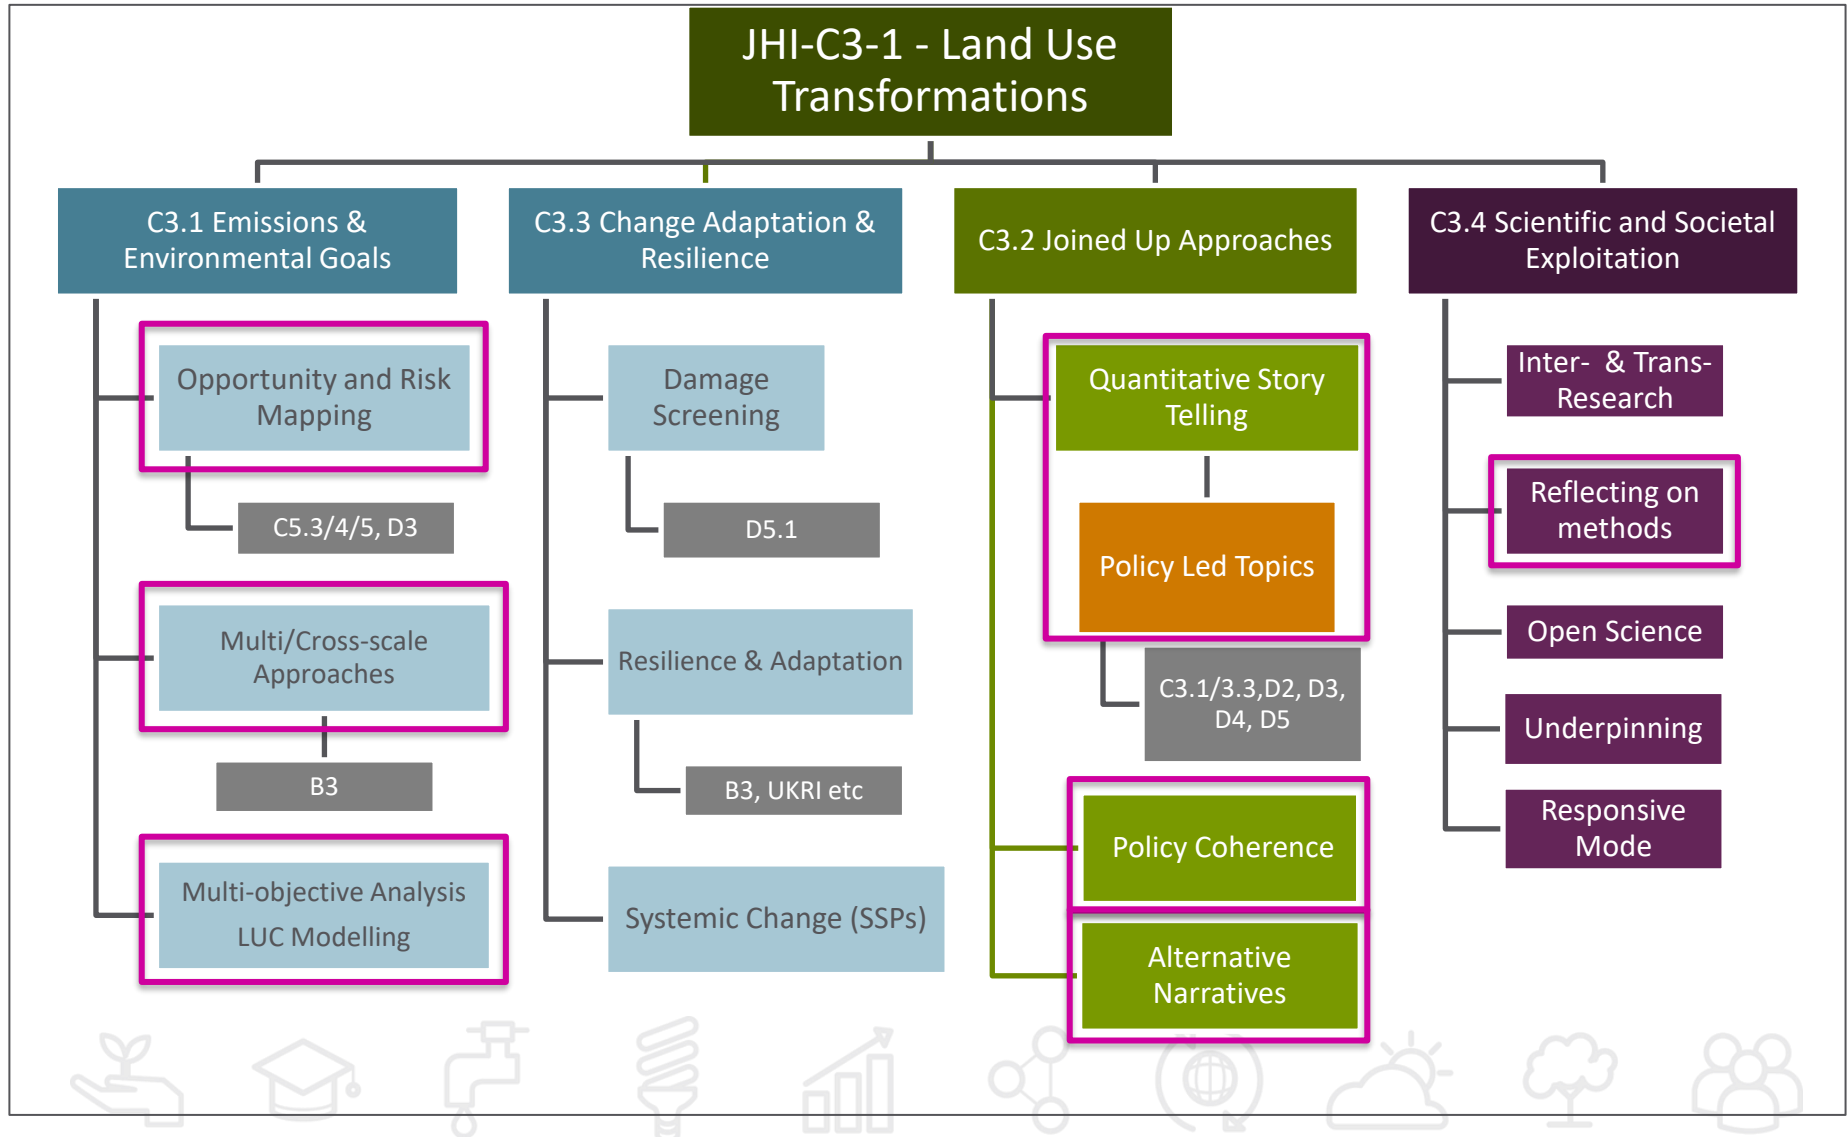 JHI-C3-1 - Land Use
Transformations
C3.1 Emissions &
Environmental Goals
Opportunity and Risk
Mapping
C5.3/4/5, D3
Multi/Cross-scale
Approaches
B3
Multi-objective Analysis
LUC Modelling
C3.3 Change Adaptation &
Resilience
Damage
Screening
D5.1
Resilience & Adaptation
B3, UKRI etc
Systemic Change (SSPs)
C3.2 Joined Up Approaches
Quantitative Story
Telling
Policy Led Topics
C3.1/3.3,D2, D3,
D4, D5
Policy Coherence
Alternative
Narratives
C3.4 Scientific and Societal
Exploitation
Inter-  & Trans-
Research
Reflecting on
methods
Open Science
Underpinning
Responsive
Mode